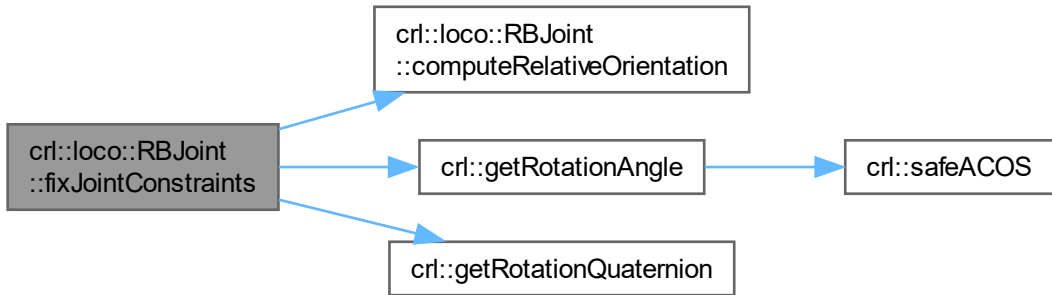 crl::loco::RBJoint
::computeRelativeOrientation
crl::loco::RBJoint
::fixJointConstraints
crl::getRotationAngle
crl::safeACOS
crl::getRotationQuaternion